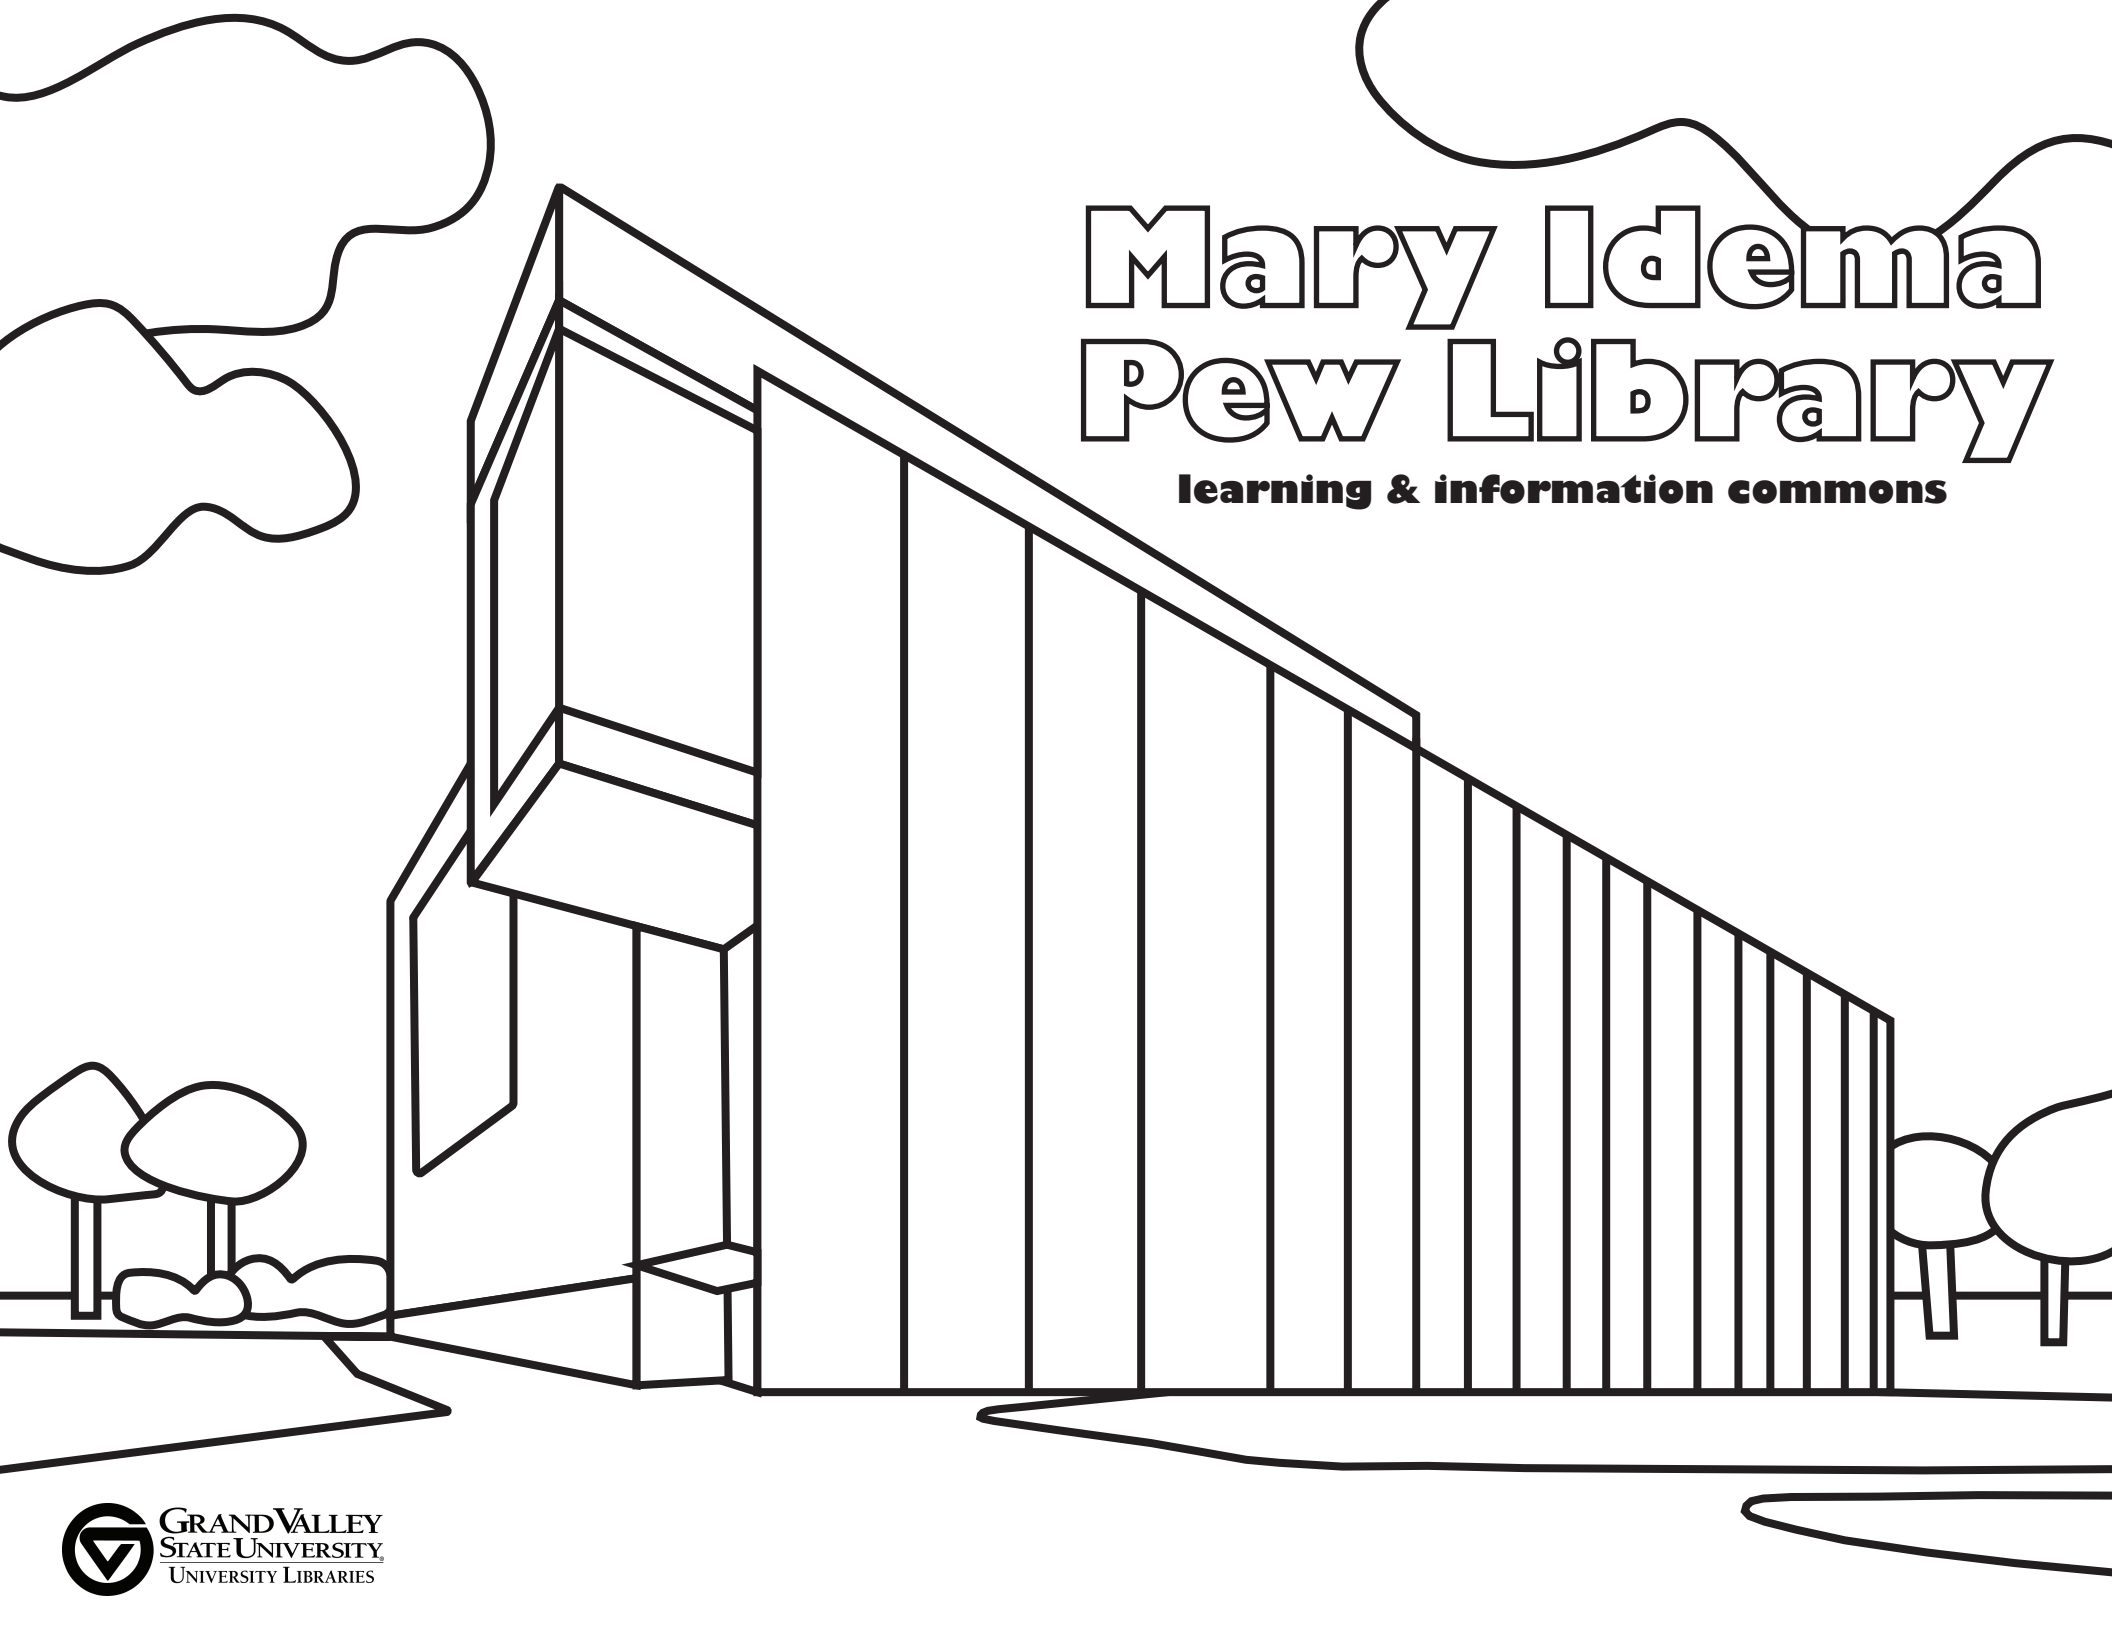 Mary Idema
Pew Library
learning & information commons
GRAND VALLEY
STATE UNIVERSITY®
UNIVERSITY LIBRARIES